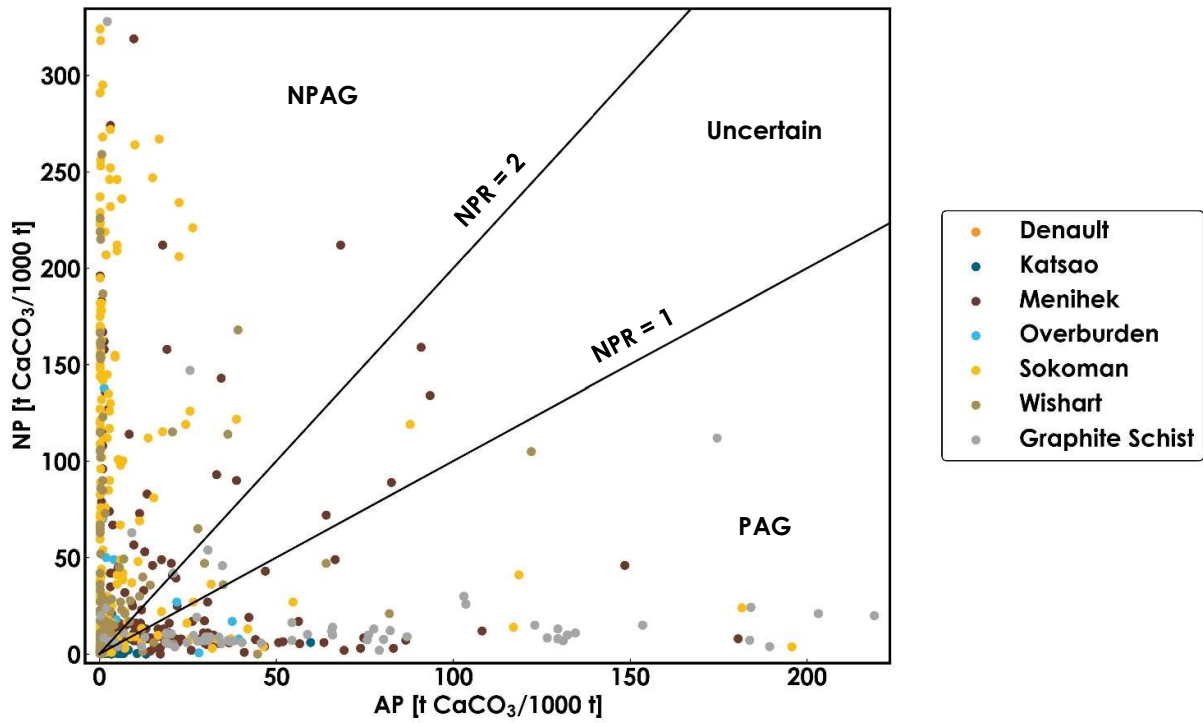 NP [t CaCO₃/1000 t]
300
250
200
150
100
50
0
NPAG
Uncertain
NPR = 2
NPR = 1
PAG
0
50
100
150
200
AP [t CaCO₃/1000 t]
Denault
Katsao
Menihek
Overburden
Sokoman
Wishart
Graphite Schist